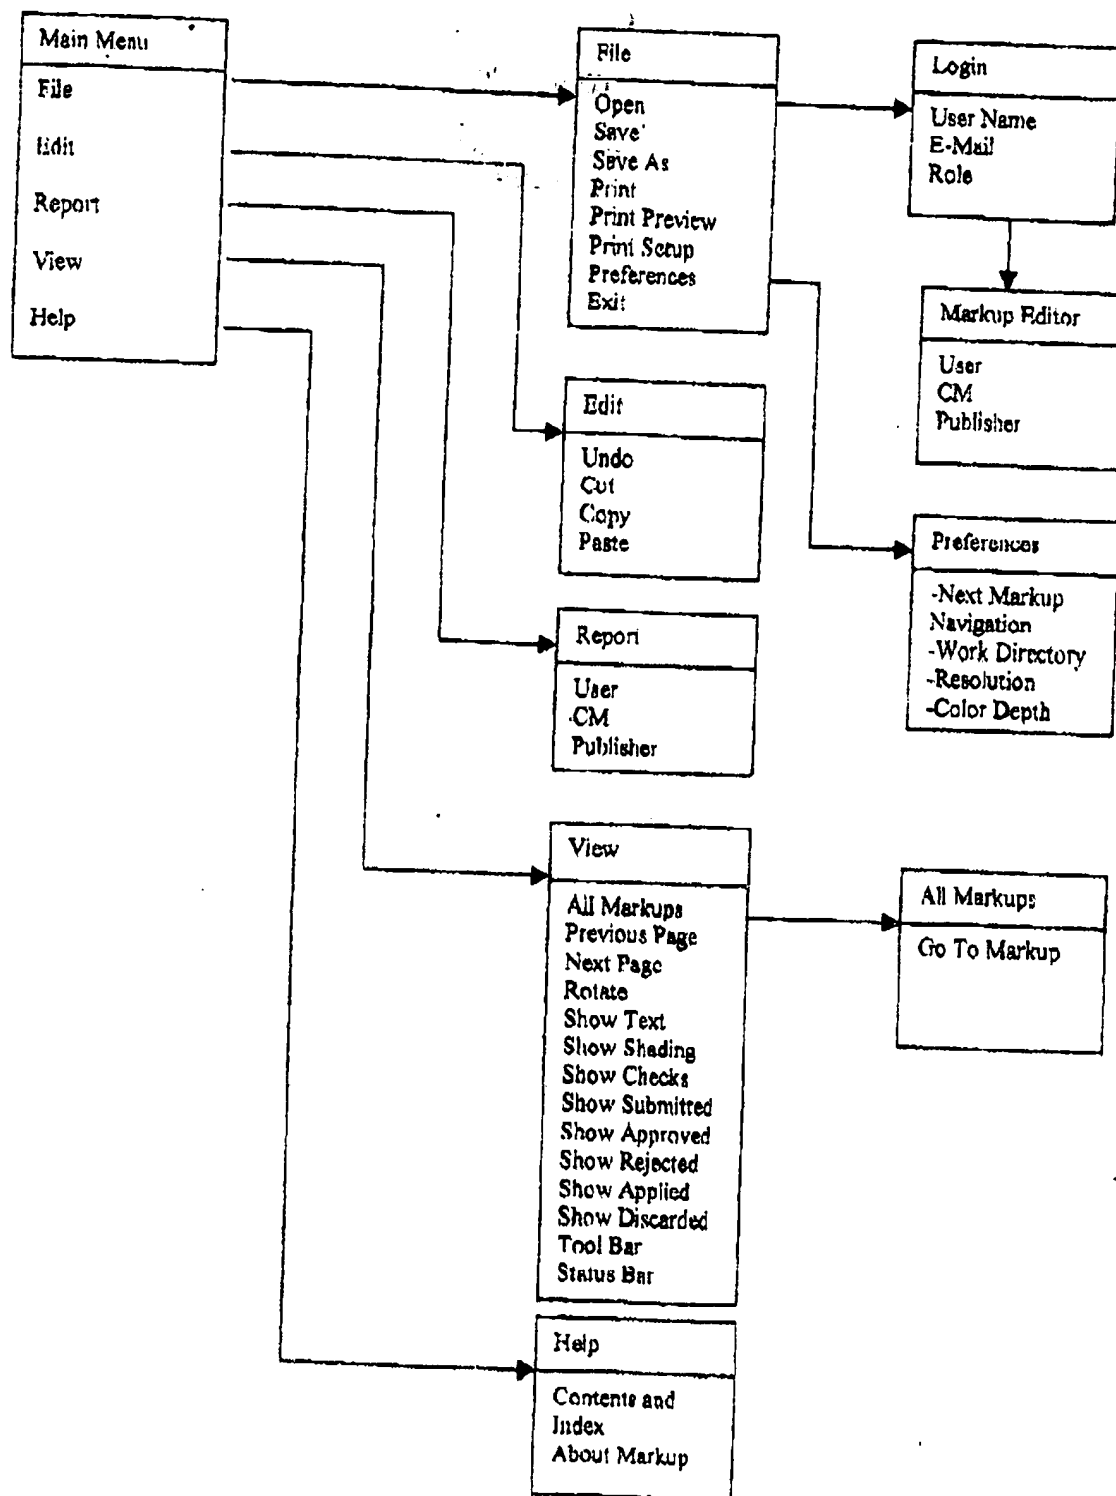 Main Menu
File
Edit
Report
View
Help
File
Open
Save
Save As
Print
Print Preview
Print Setup
Preferences
Exit
Login
User Name
E-Mail
Role
Markup Editor
User
CM
Publisher
Edit
Undo
Cut
Copy
Paste
Preferences
-Next Markup
Navigation
-Work Directory
-Resolution
-Color Depth
Report
User
CM
Publisher
View
All Markups
Previous Page
Next Page
Rotate
Show Text
Show Shading
Show Checks
Show Submitted
Show Approved
Show Rejected
Show Applied
Show Discarded
Tool Bar
Status Bar
All Markups
Go To Markup
Help
Contents and
Index
About Markup